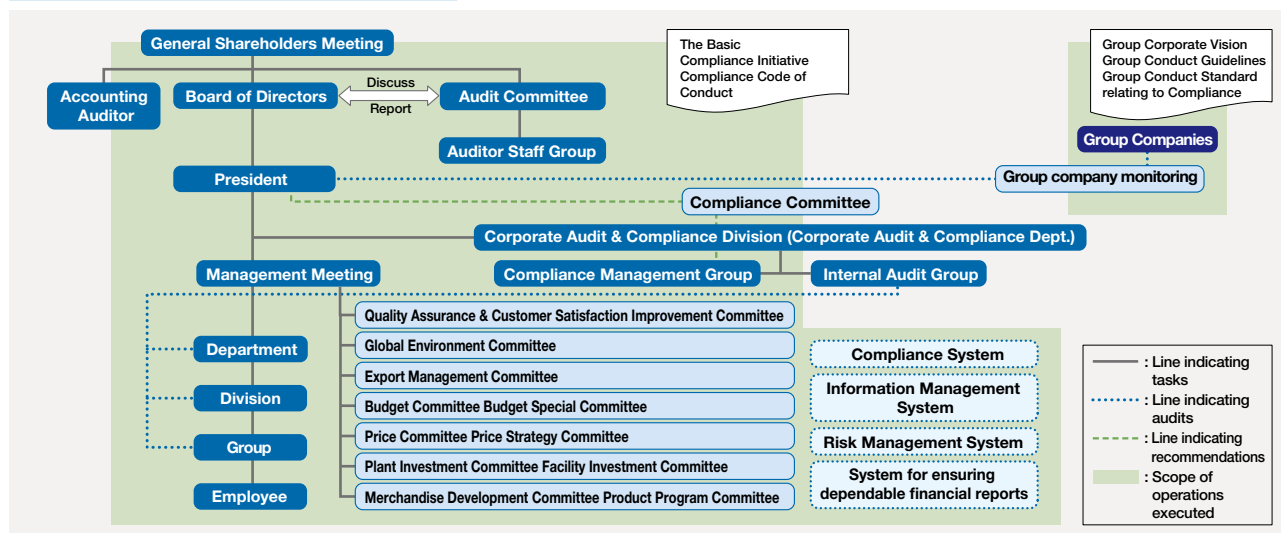 General Shareholders Meeting
The Basic
Compliance Initiative
Compliance Code of
Conduct
Group Corporate Vision
Group Conduct Guidelines
Group Conduct Standard
relating to Compliance
Accounting
Auditor
Board of Directors
Discuss
Report
Audit Committee
Auditor Staff Group
Group Companies
President
Group company monitoring
Compliance Committee
Corporate Audit & Compliance Division (Corporate Audit & Compliance Dept.)
Management Meeting
Compliance Management Group
Internal Audit Group
Department
Division
Group
Employee
Quality Assurance & Customer Satisfaction Improvement Committee
Global Environment Committee
Export Management Committee
Budget Committee Budget Special Committee
Price Committee Price Strategy Committee
Plant Investment Committee Facility Investment Committee
Merchandise Development Committee Product Program Committee
Compliance System
Information Management
System
Risk Management System
System for ensuring
dependable financial reports
: Line indicating
tasks
: Line indicating
audits
: Line indicating
recommendations
: Scope of
operations
executed